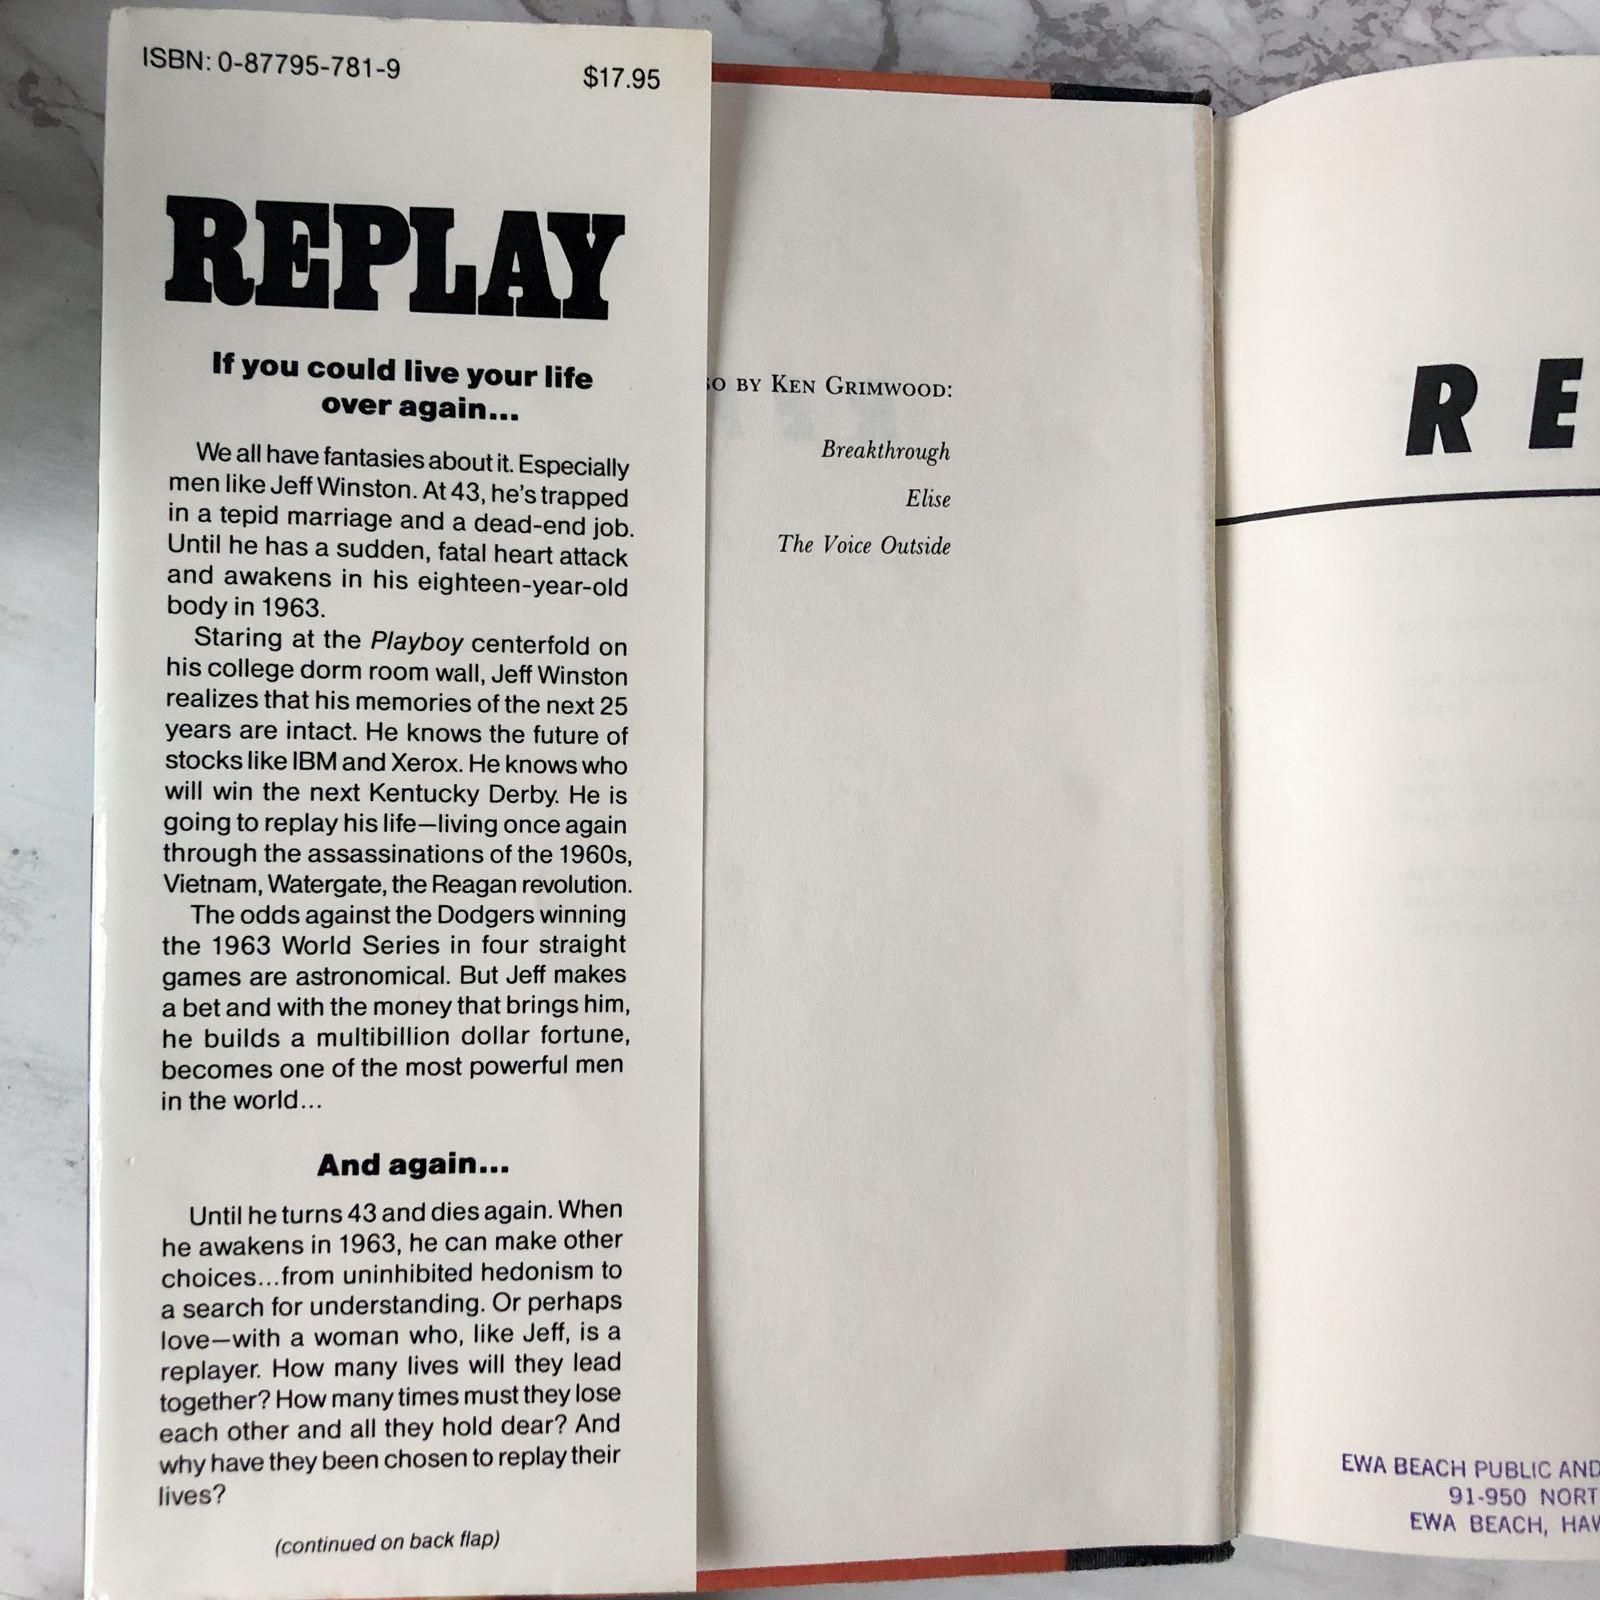 ISBN: 0-87795-781-9
$17.95
REPLAY
If you could live your life
over again...
We all have fantasies about it. Especially
men like Jeff Winston. At 43, he's trapped
in a tepid marriage and a dead-end job.
Until he has a sudden, fatal heart attack
and awakens in his eighteen-year-old
body in 1963.
Staring at the Playboy centerfold on
his college dorm room wall, Jeff Winston
realizes that his memories of the next 25
years are intact. He knows the future of
stocks like IBM and Xerox. He knows who
will win the next Kentucky Derby. He is
going to replay his life—living once again
through the assassinations of the 1960s,
Vietnam, Watergate, the Reagan revolution.
The odds against the Dodgers winning
the 1963 World Series in four straight
games are astronomical. But Jeff makes
a bet and with the money that brings him,
he builds a multibillion dollar fortune,
becomes one of the most powerful men
in the world...
And again...
Until he turns 43 and dies again. When
he awakens in 1963, he can make other
choices...from uninhibited hedonism to
a search for understanding. Or perhaps
love—with a woman who, like Jeff, is a
replayer. How many lives will they lead
together? How many times must they lose
each other and all they hold dear? And
why have they been chosen to replay their
lives?
(continued on back flap)
SO BY KEN GRIMWOOD:
Breakthrough
Elise
The Voice Outside
RE
EWA BEACH PUBLIC AND
91-950 NORT
EWA BEACH, HAW